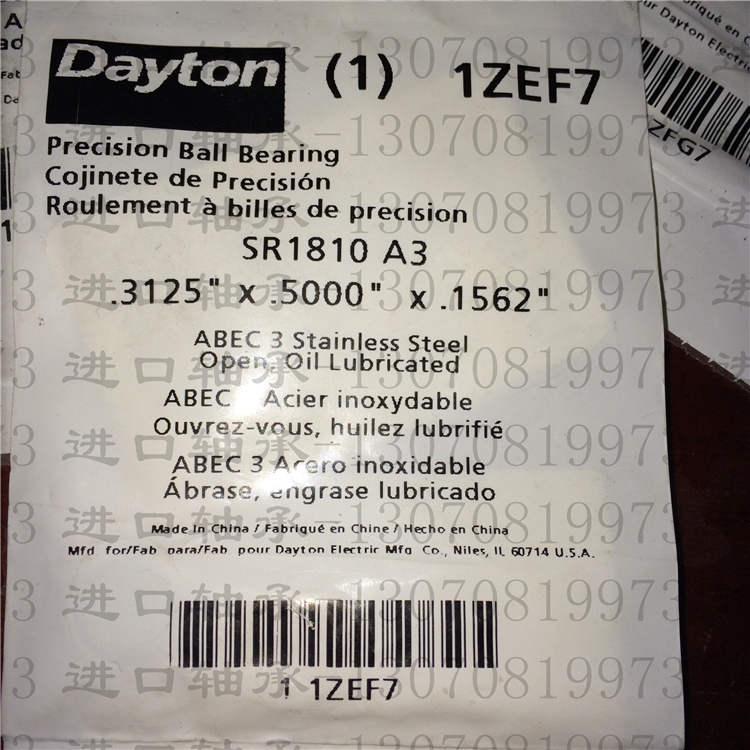 Dayton (1) 1ZEF7
Precision Ball Bearing
Cojinete de Precisión
Roulement à billes de precision
SR1810 A3
.3125" x .5000" x .1562"
ABEC 3 Stainless Steel
Open, Oil Lubricated
ABEC Acier inoxydable
Ouvrez-vous, huilez lubrifié
ABEC 3 Acero inoxidable
Ábrase, engrase lubricado
Made In China / Fabriqué en Chine / Hecho en China
Mfd for/Fab para/Fab pour Dayton Electric Mfg Co., Niles, IL 60714 U.S.A.
1 1ZEF7
ZFG7
进口轴承-13070819973